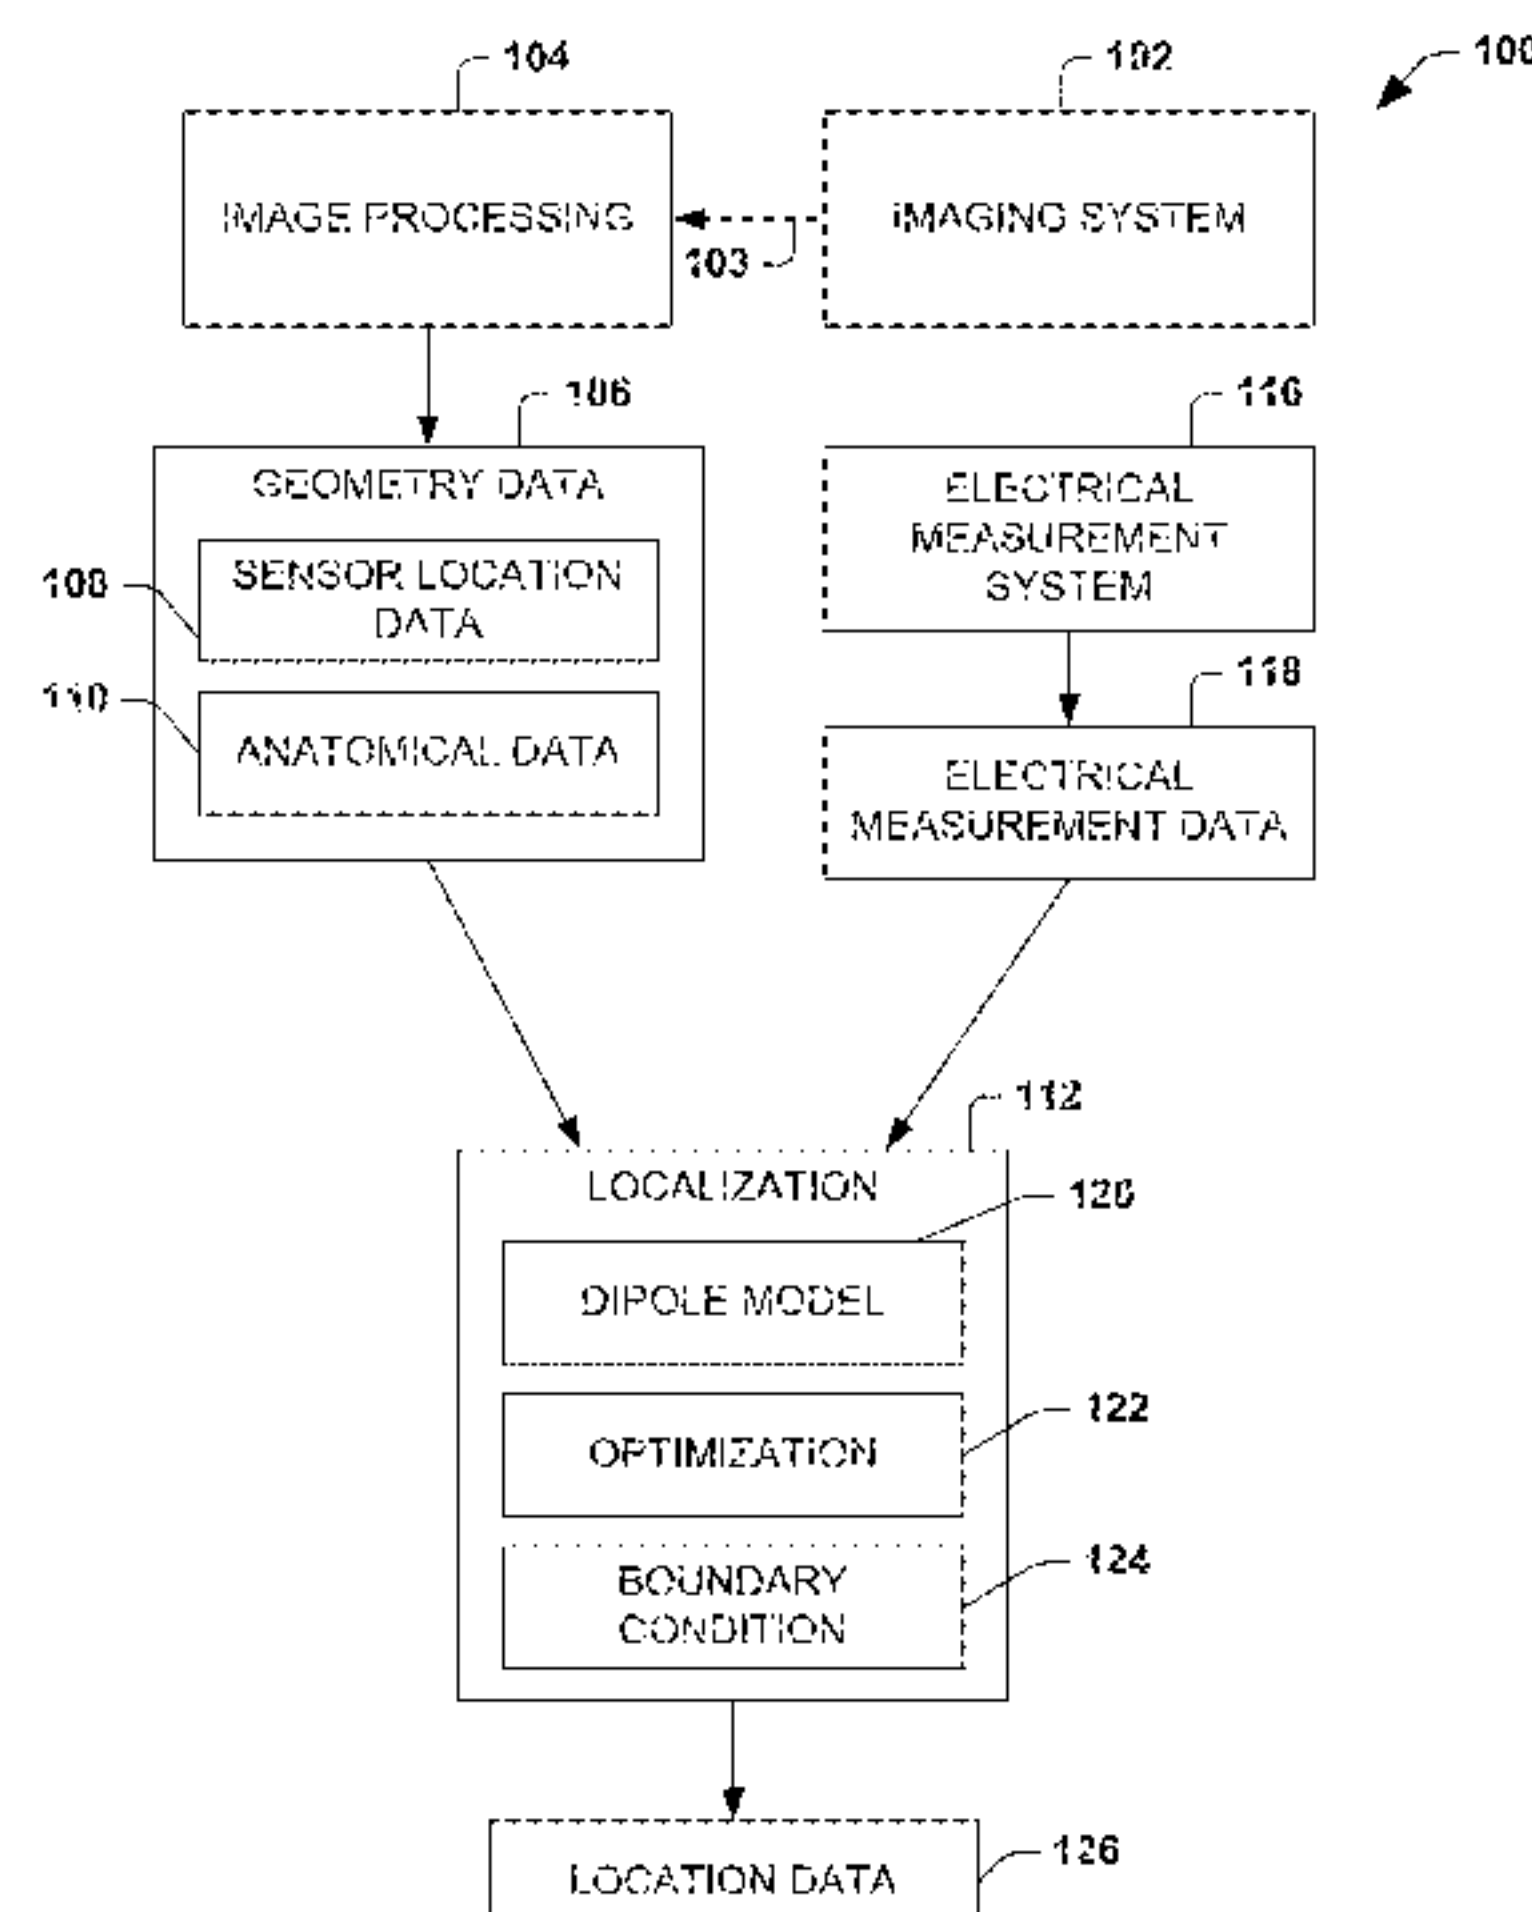 104
102
100
IMAGE PROCESSING
IMAGING SYSTEM
103
106
116
GEOMETRY DATA
ELECTRICAL
MEASUREMENT
SYSTEM
108
SENSOR LOCATION
DATA
118
110
ANATOMICAL DATA
ELECTRICAL
MEASUREMENT DATA
112
LOCALIZATION
120
DIPOLE MODEL
122
OPTIMIZATION
124
BOUNDARY
CONDITION
126
LOCATION DATA